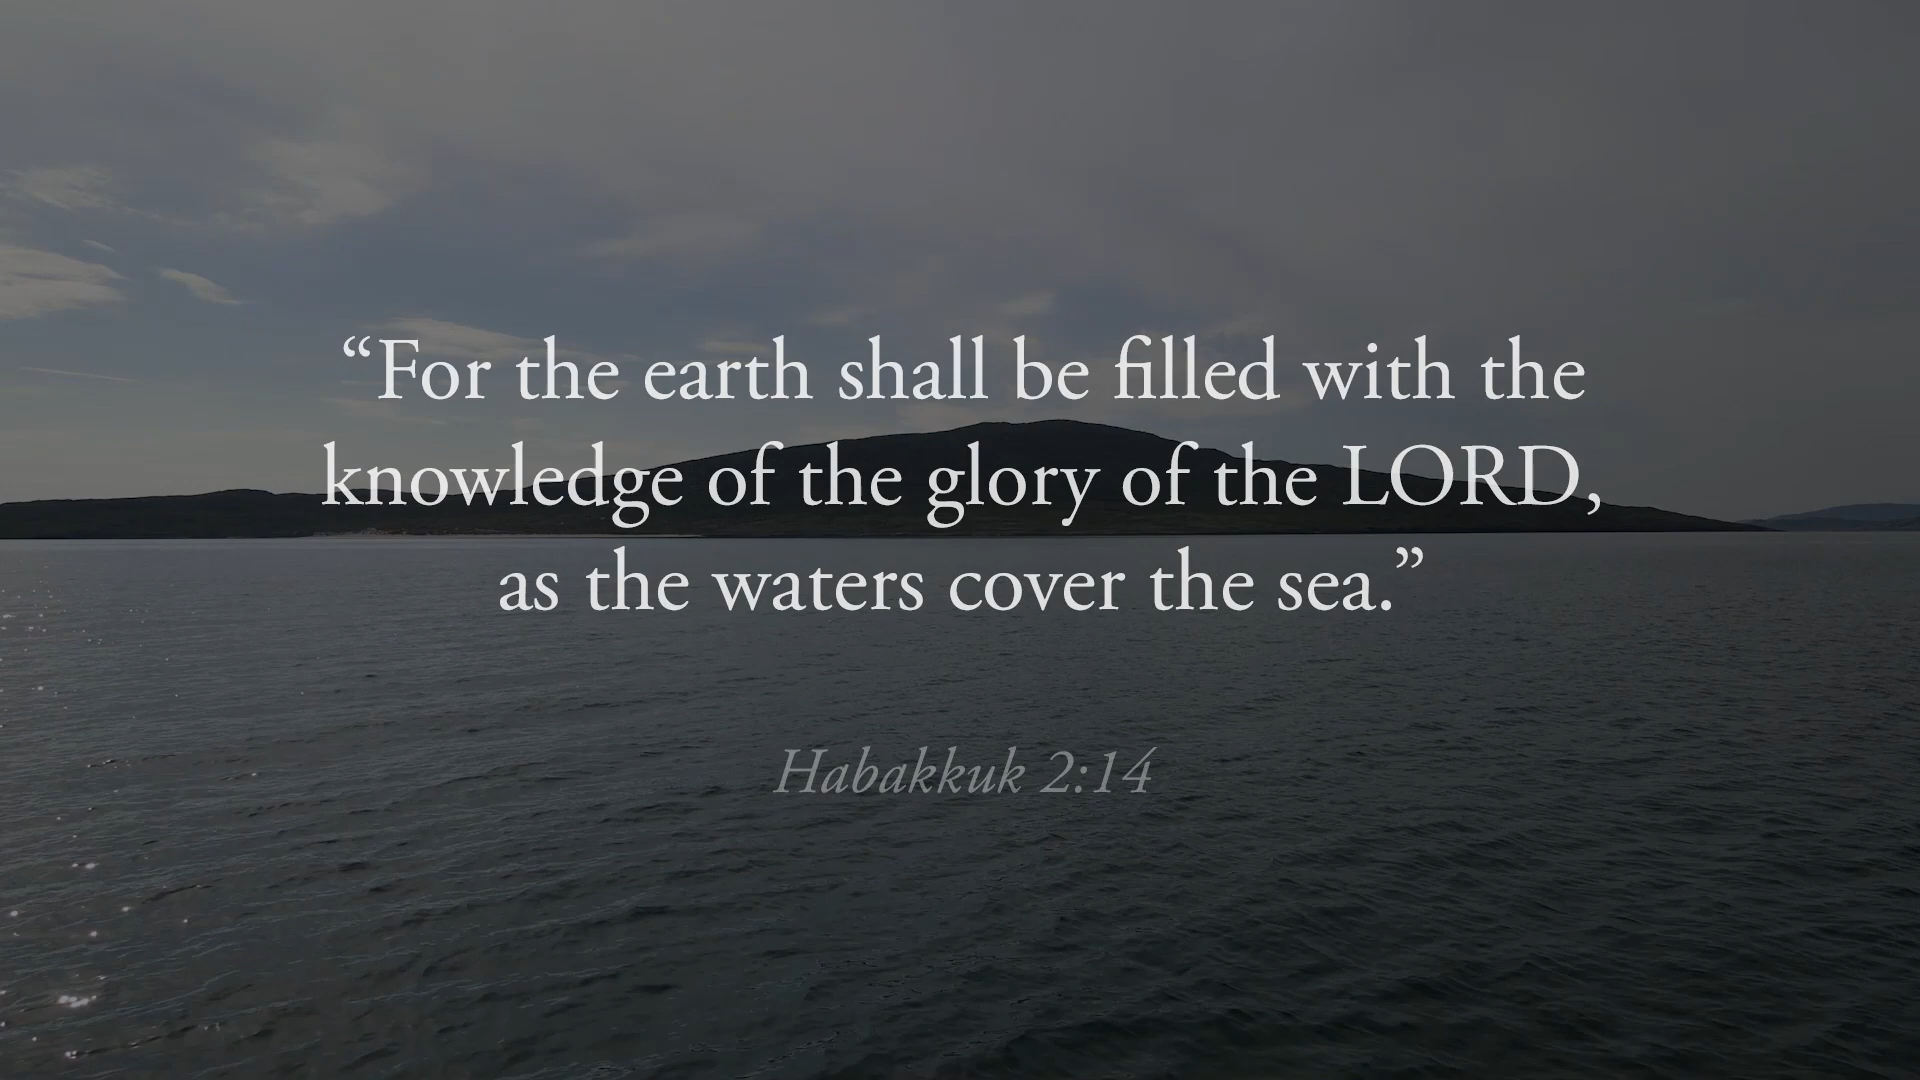 “For the earth shall be filled with the
knowledge of the glory of the LORD,
as the waters cover the sea.”
Habakkuk 2:14